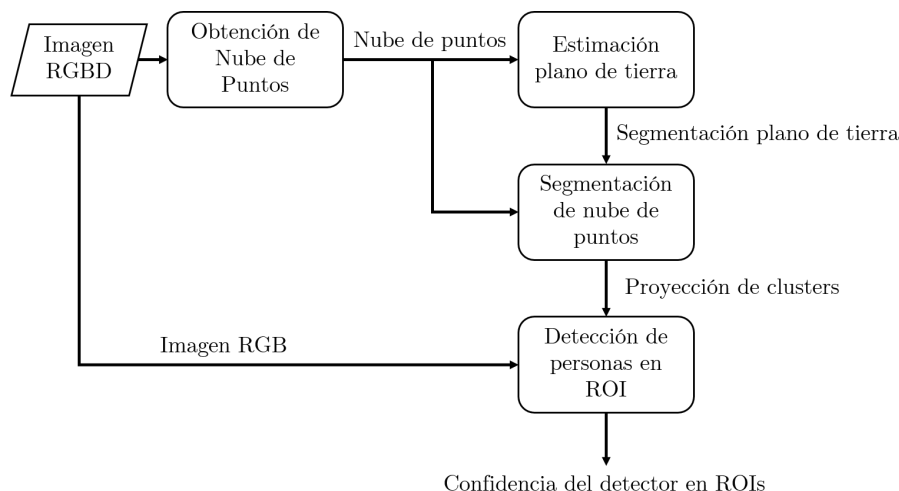 Imagen
RGBD
Obtención de
Nube de
Puntos
Nube de puntos
Estimación
plano de tierra
Segmentación plano de tierra
Segmentación
de nube de
puntos
Proyección de clusters
Imagen RGB
Detección de
personas en
ROI
Confidencia del detector en ROIs